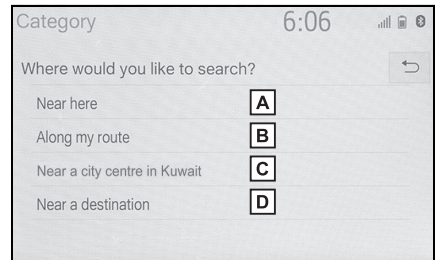 Category 6:06
Where would you like to search?
Near here A
Along my route B
Near a city centre in Kuwait C
Near a destination D